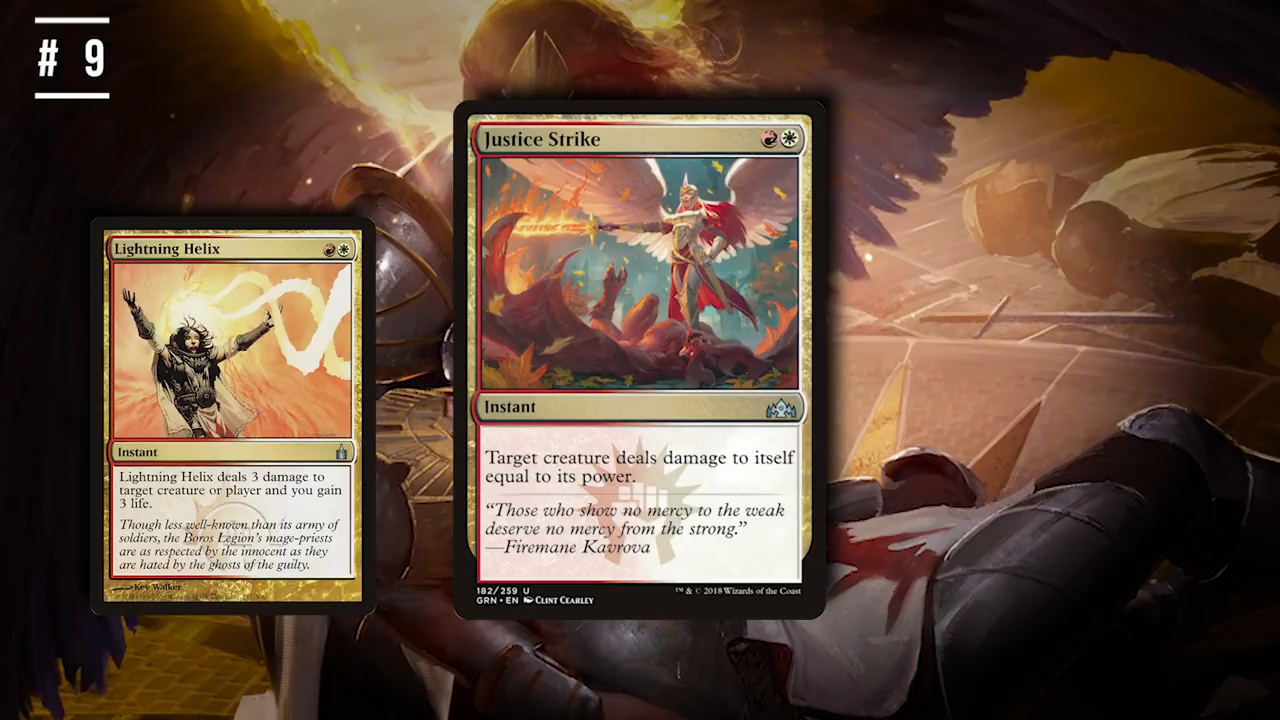 # 9
Lightning Helix
Instant
Lightning Helix deals 3 damage to
target creature or player and you gain
3 life.
Though less well-known than its army of
soldiers, the Boros Legion's mage-priests
are as respected by the innocent as they
are hated by the ghosts of the guilty.
Kev Walker
Justice Strike
Instant
Target creature deals damage to itself
equal to its power.
“Those who show no mercy to the weak
deserve no mercy from the strong.”
—Firemane Kavrova
182/259 U
GRN • EN CLINT CEARLEY
™ & © 2018 Wizards of the Coast